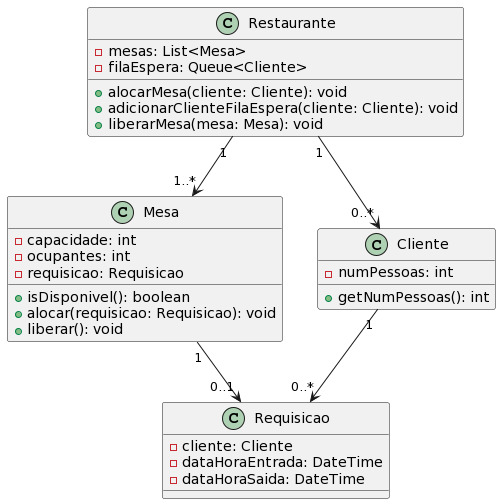 C Restaurante
mesas: List<Mesa>
filaEspera: Queue<Cliente>
alocarMesa(cliente: Cliente): void
adicionarClienteFilaEspera(cliente: Cliente): void
liberarMesa(mesa: Mesa): void
1
1
1..*
0..*
C Mesa
capacidade: int
ocupantes: int
requisicao: Requisicao
isDisponivel(): boolean
alocar(requisicao: Requisicao): void
liberar(): void
C Cliente
numPessoas: int
getNumPessoas(): int
1
1
0..1
0..*
C Requisicao
cliente: Cliente
dataHoraEntrada: DateTime
dataHoraSaida: DateTime